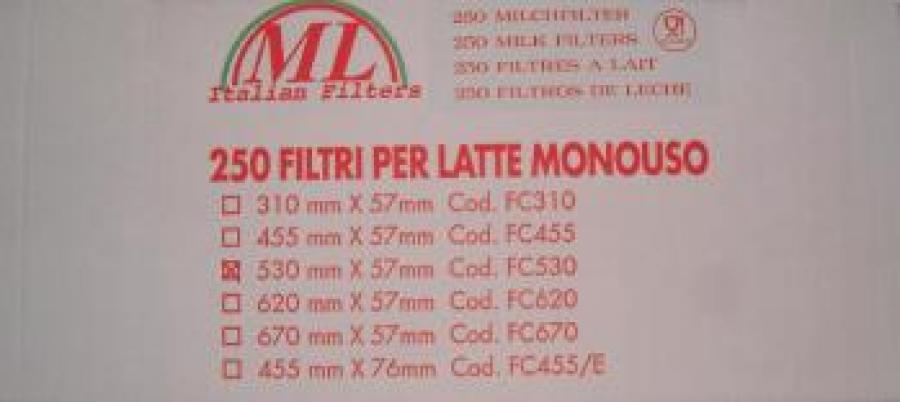 ML
Italian Filters
250 MILCHFILTER
250 MILK FILTERS
250 FILTRES A LAIT
250 FILTROS DE LECHE
250 FILTRI PER LATTE MONOUSO
310 mm X 57mm Cod. FC310
455 mm X 57mm Cod. FC455
530 mm X 57mm Cod. FC530
620 mm X 57mm Cod. FC620
670 mm X 57mm Cod. FC670
455 mm X 76mm Cod. FC455/E